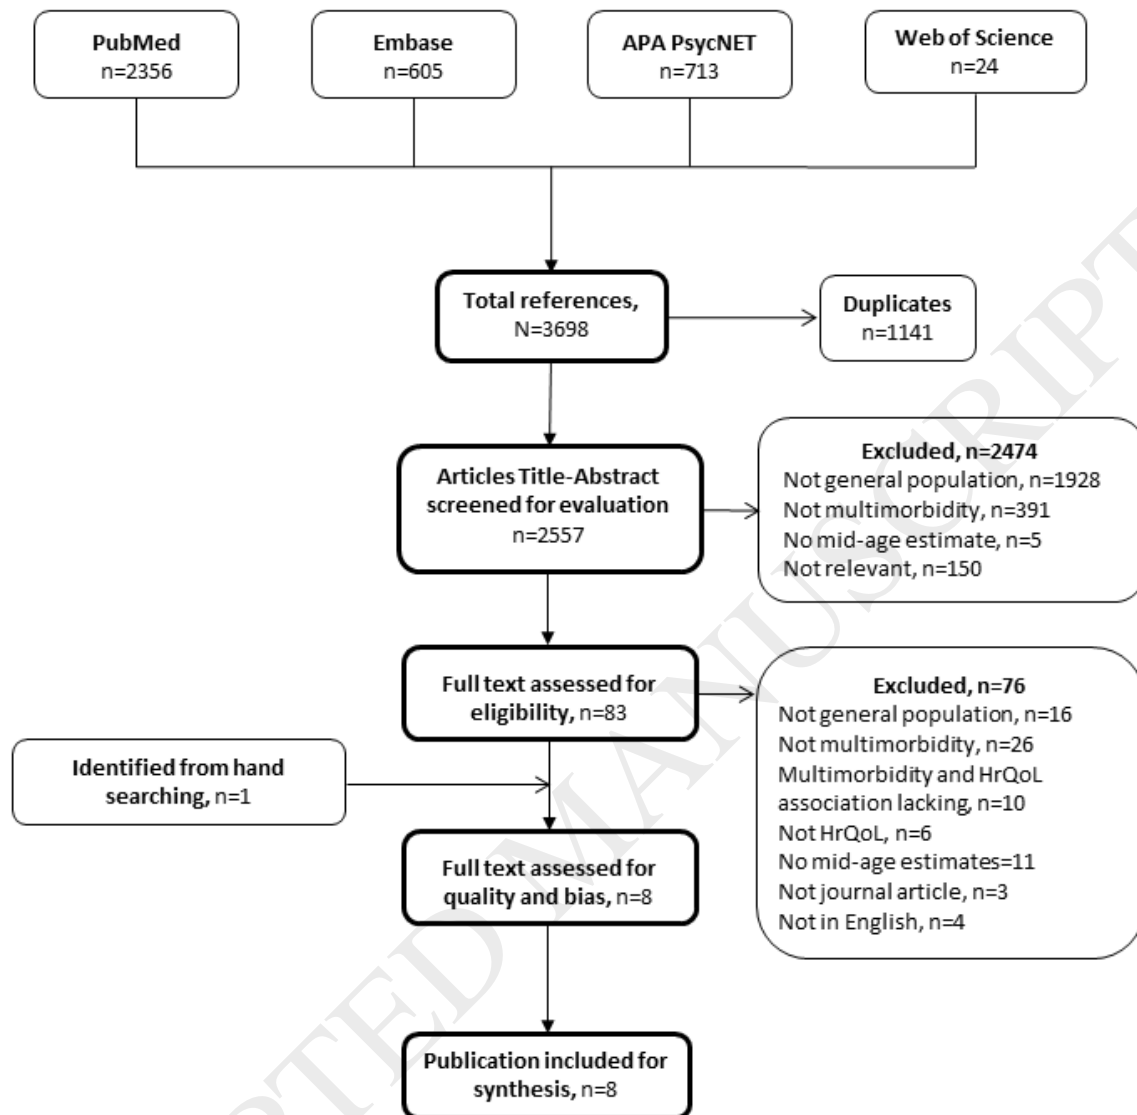 PubMed
n=2356
Embase
n=605
APA PsycNET
n=713
Web of Science
n=24
Total references,
N=3698
Duplicates
n=1141
Articles Title-Abstract
screened for evaluation
n=2557
Excluded, n=2474
Not general population, n=1928
Not multimorbidity, n=391
No mid-age estimate, n=5
Not relevant, n=150
Full text assessed for
eligibility, n=83
Excluded, n=76
Not general population, n=16
Not multimorbidity, n=26
Multimorbidity and HrQoL
association lacking, n=10
Not HrQoL, n=6
No mid-age estimates=11
Not journal article, n=3
Not in English, n=4
Identified from hand
searching, n=1
Full text assessed for
quality and bias, n=8
Publication included for
synthesis, n=8
PTED MANUSCRIPT